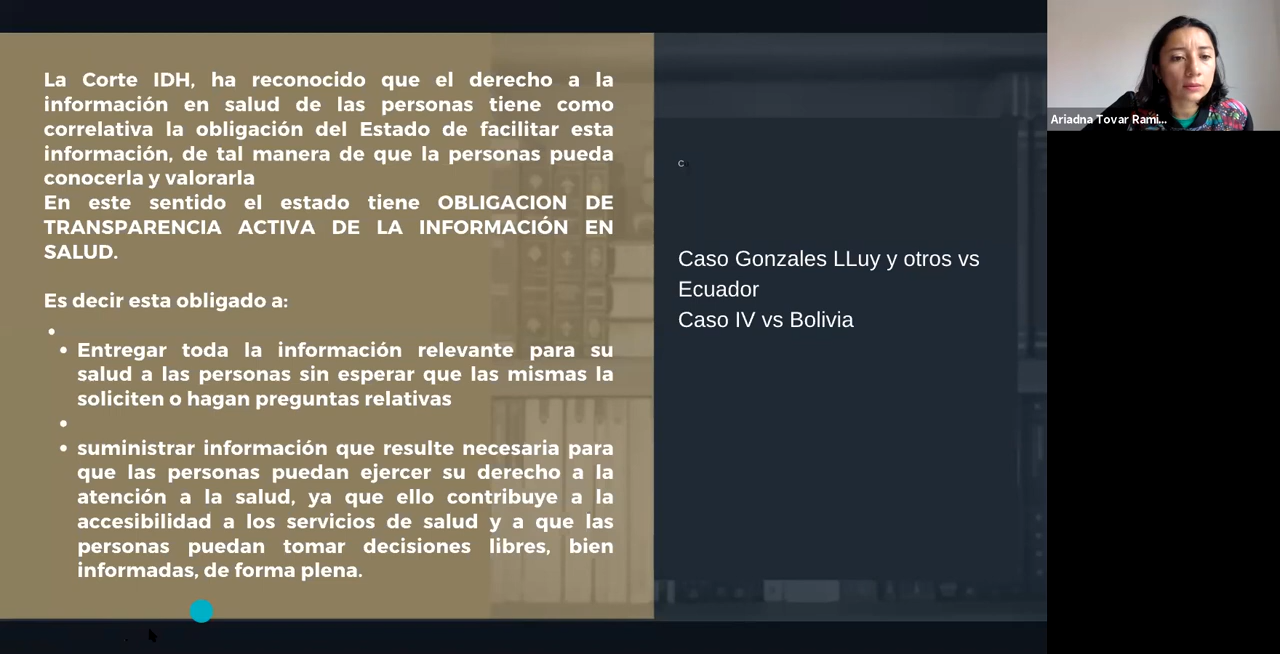 La Corte IDH, ha reconocido que el derecho a la
información en salud de las personas tiene como
correlativa la obligación del Estado de facilitar esta
información, de tal manera de que la personas pueda
conocerla y valorarla
En este sentido el estado tiene OBLIGACION DE
TRANSPARENCIA ACTIVA DE LA INFORMACIÓN EN
SALUD.
Es decir esta obligado a:
•
• Entregar toda la información relevante para su
salud a las personas sin esperar que las mismas la
soliciten o hagan preguntas relativas
•
• suministrar información que resulte necesaria para
que las personas puedan ejercer su derecho a la
atención a la salud, ya que ello contribuye a la
accesibilidad a los servicios de salud y a que las
personas puedan tomar decisiones libres, bien
informadas, de forma plena.
Caso Gonzales LLuy y otros vs
Ecuador
Caso IV vs Bolivia
Ariadna Tovar Rami...